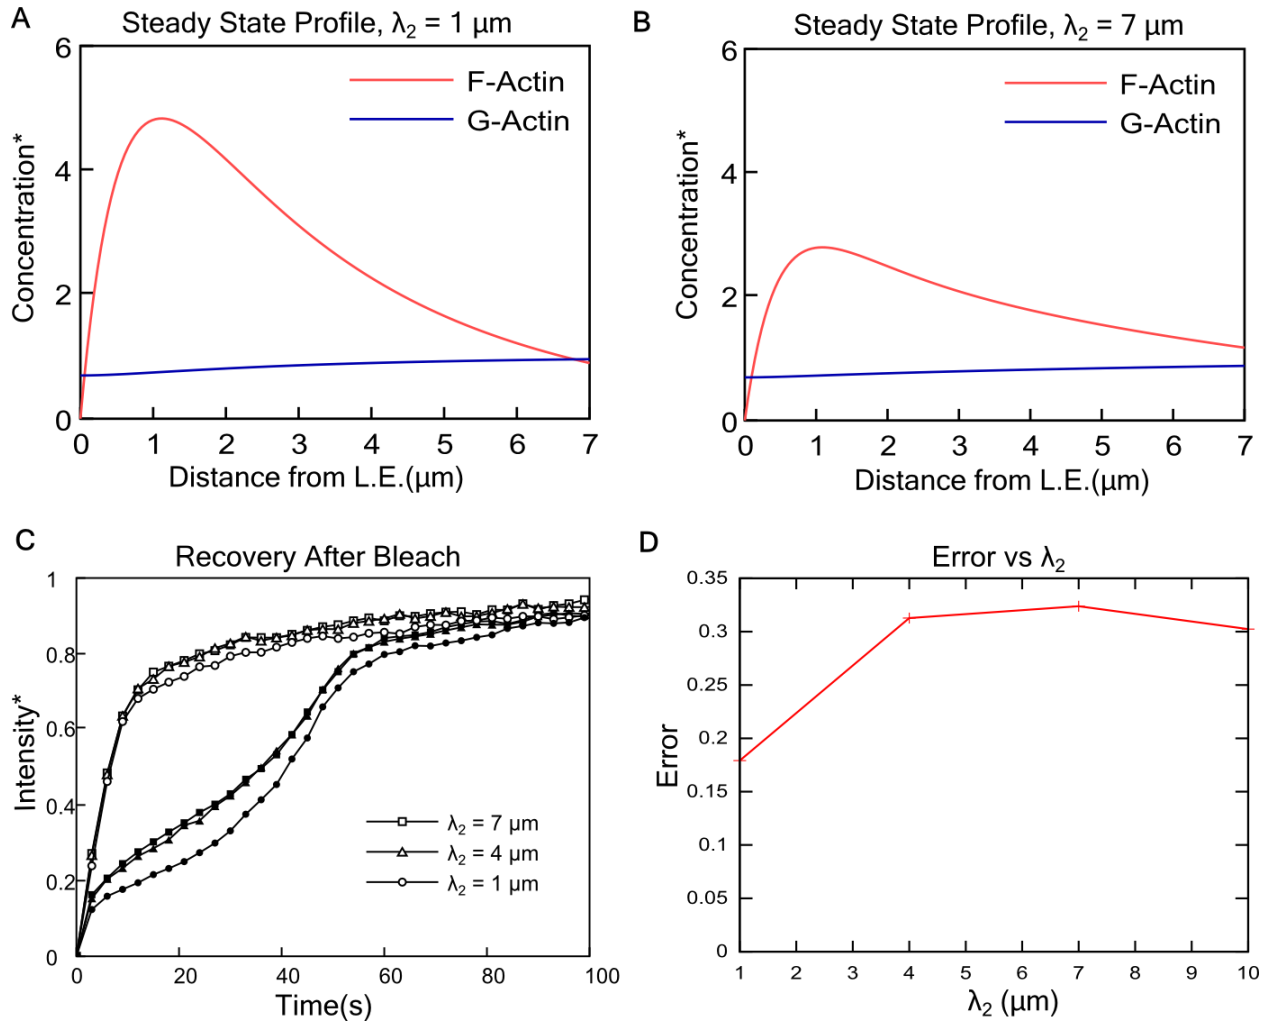 A
Steady State Profile, λ₂ = 1 µm
6
4
2
0
Concentration*
F-Actin
G-Actin
0 1 2 3 4 5 6 7
Distance from L.E.(µm)
B
Steady State Profile, λ₂ = 7 µm
6
4
2
0
Concentration*
F-Actin
G-Actin
0 1 2 3 4 5 6 7
Distance from L.E.(µm)
C
Recovery After Bleach
1
0.8
0.6
0.4
0.2
0
Intensity*
λ₂ = 7 µm
λ₂ = 4 µm
λ₂ = 1 µm
0 20 40 60 80 100
Time(s)
D
Error vs λ₂
0.35
0.3
0.25
0.2
0.15
0.1
0.05
0
Error
1 2 3 4 5 6 7 8 9 10
λ₂ (µm)